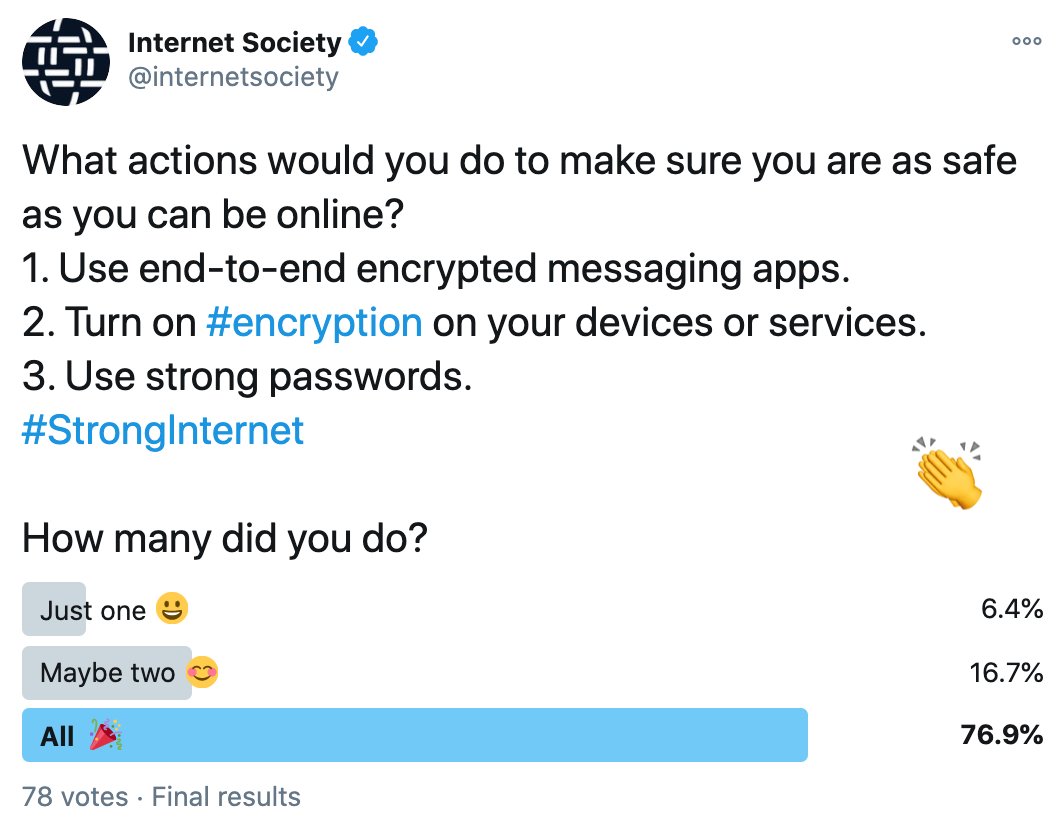 Internet Society
@internetsociety
What actions would you do to make sure you are as safe
as you can be online?
1. Use end-to-end encrypted messaging apps.
2. Turn on #encryption on your devices or services.
3. Use strong passwords.
#StrongInternet
How many did you do?
Just one 😃 6.4%
Maybe two 😊 16.7%
All 🎉 76.9%
78 votes · Final results